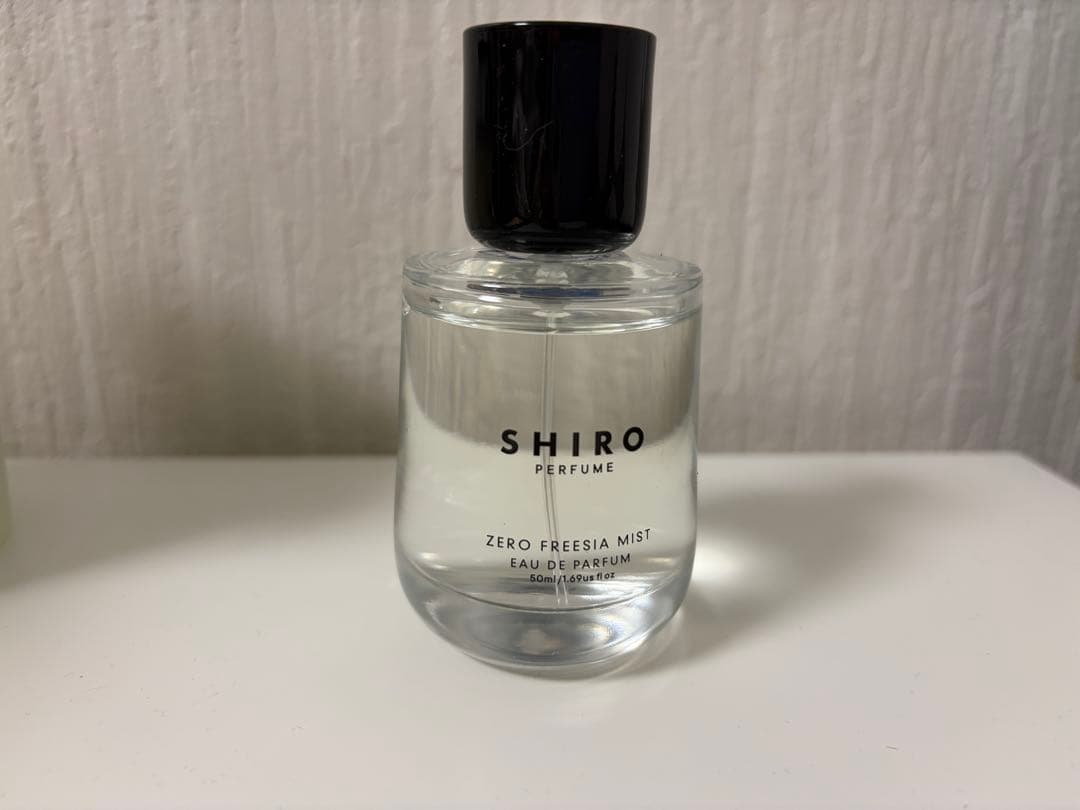 SHIRO
PERFUME
ZERO FREESIA MIST
EAU DE PARFUM
50ml/1.69us fl oz